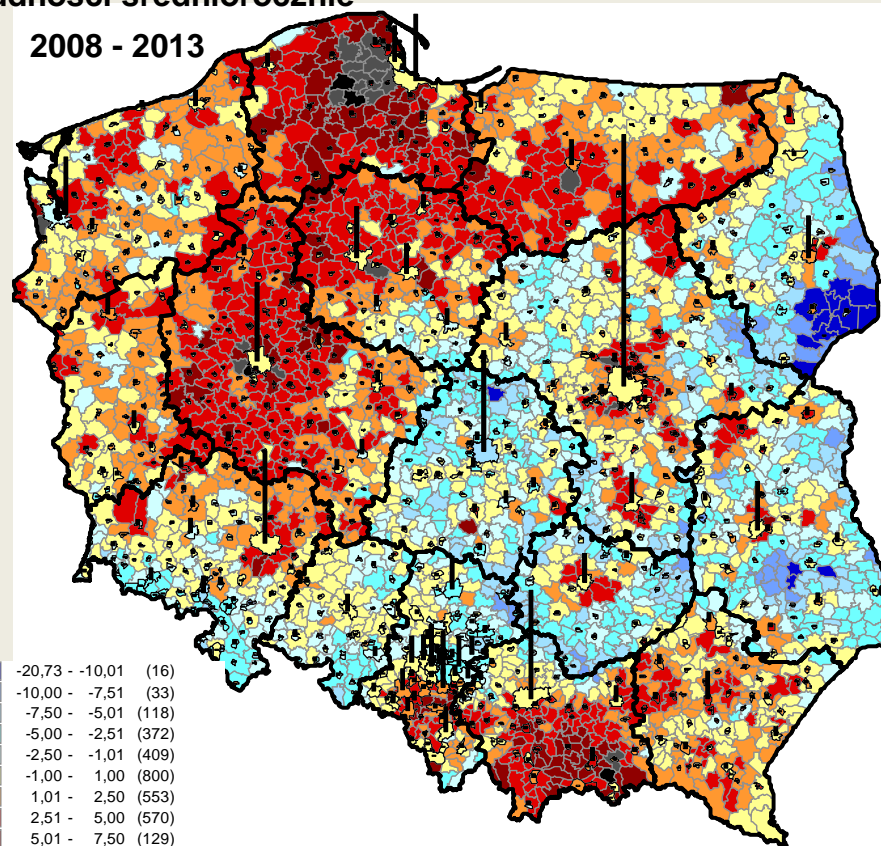 ludności średniorocznie
2008 - 2013
-20,73 - -10,01 (16)
-10,00 - -7,51 (33)
-7,50 - -5,01 (118)
-5,00 - -2,51 (372)
-2,50 - -1,01 (409)
-1,00 - 1,00 (800)
1,01 - 2,50 (553)
2,51 - 5,00 (570)
5,01 - 7,50 (129)